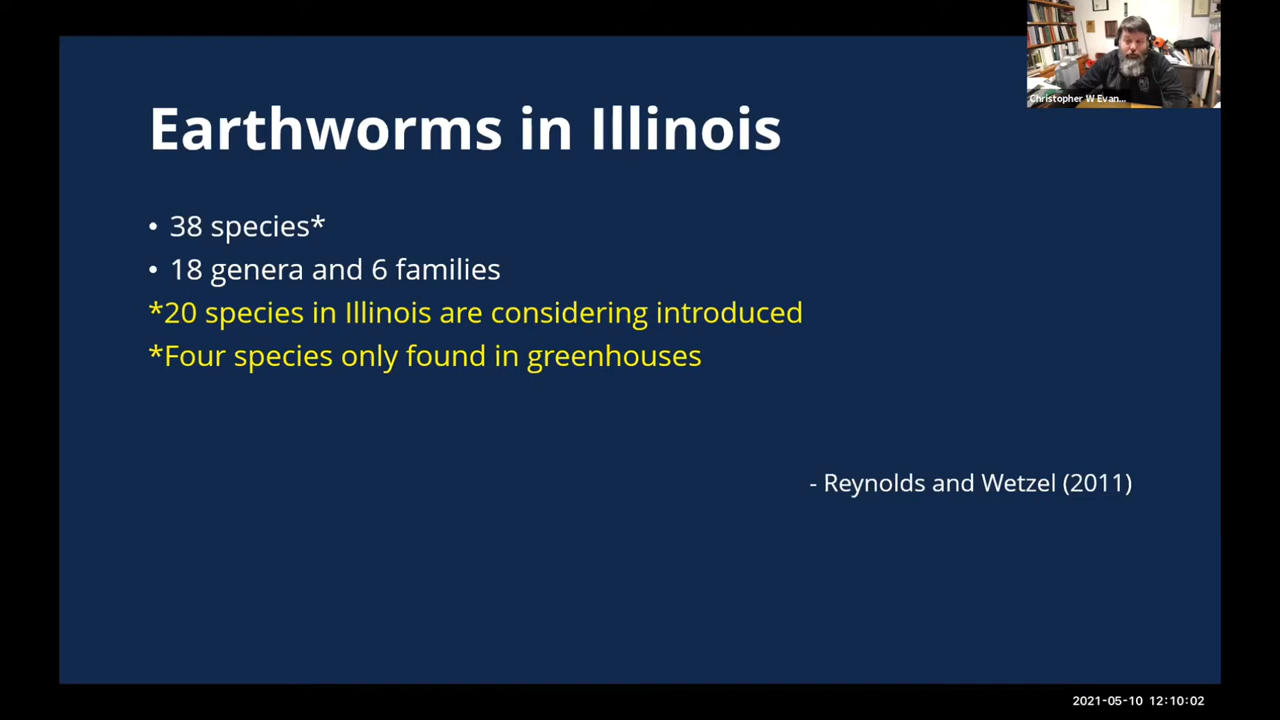 Christopher W Evan...
Earthworms in Illinois
• 38 species*
• 18 genera and 6 families
*20 species in Illinois are considering introduced
*Four species only found in greenhouses
- Reynolds and Wetzel (2011)
2021-05-10 12:10:02